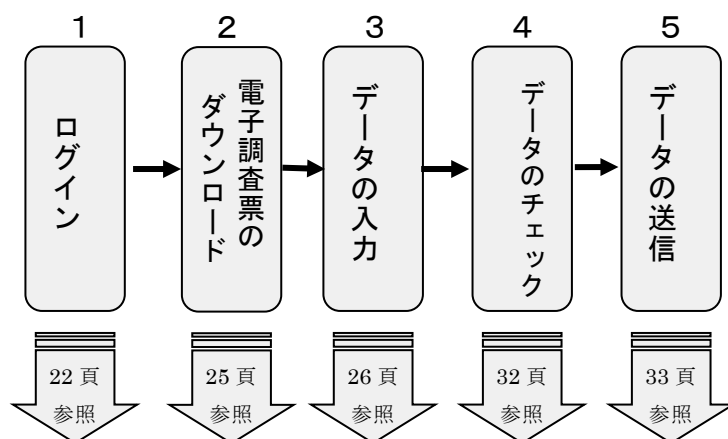 1
ログイン
2
電子調査票の
ダウンロード
3
データの入力
4
データのチェック
5
データの送信
22 頁
参照
25 頁
参照
26 頁
参照
32 頁
参照
33 頁
参照